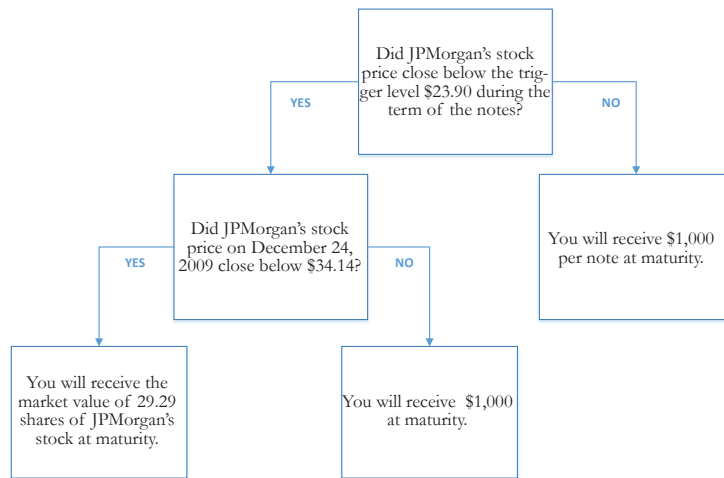 Did JPMorgan's stock
price close below the trig-
ger level $23.90 during the
term of the notes?
YES
NO
Did JPMorgan's stock
price on December 24,
2009 close below $34.14?
You will receive $1,000
per note at maturity.
YES
NO
You will receive the
market value of 29.29
shares of JPMorgan's
stock at maturity.
You will receive $1,000
at maturity.